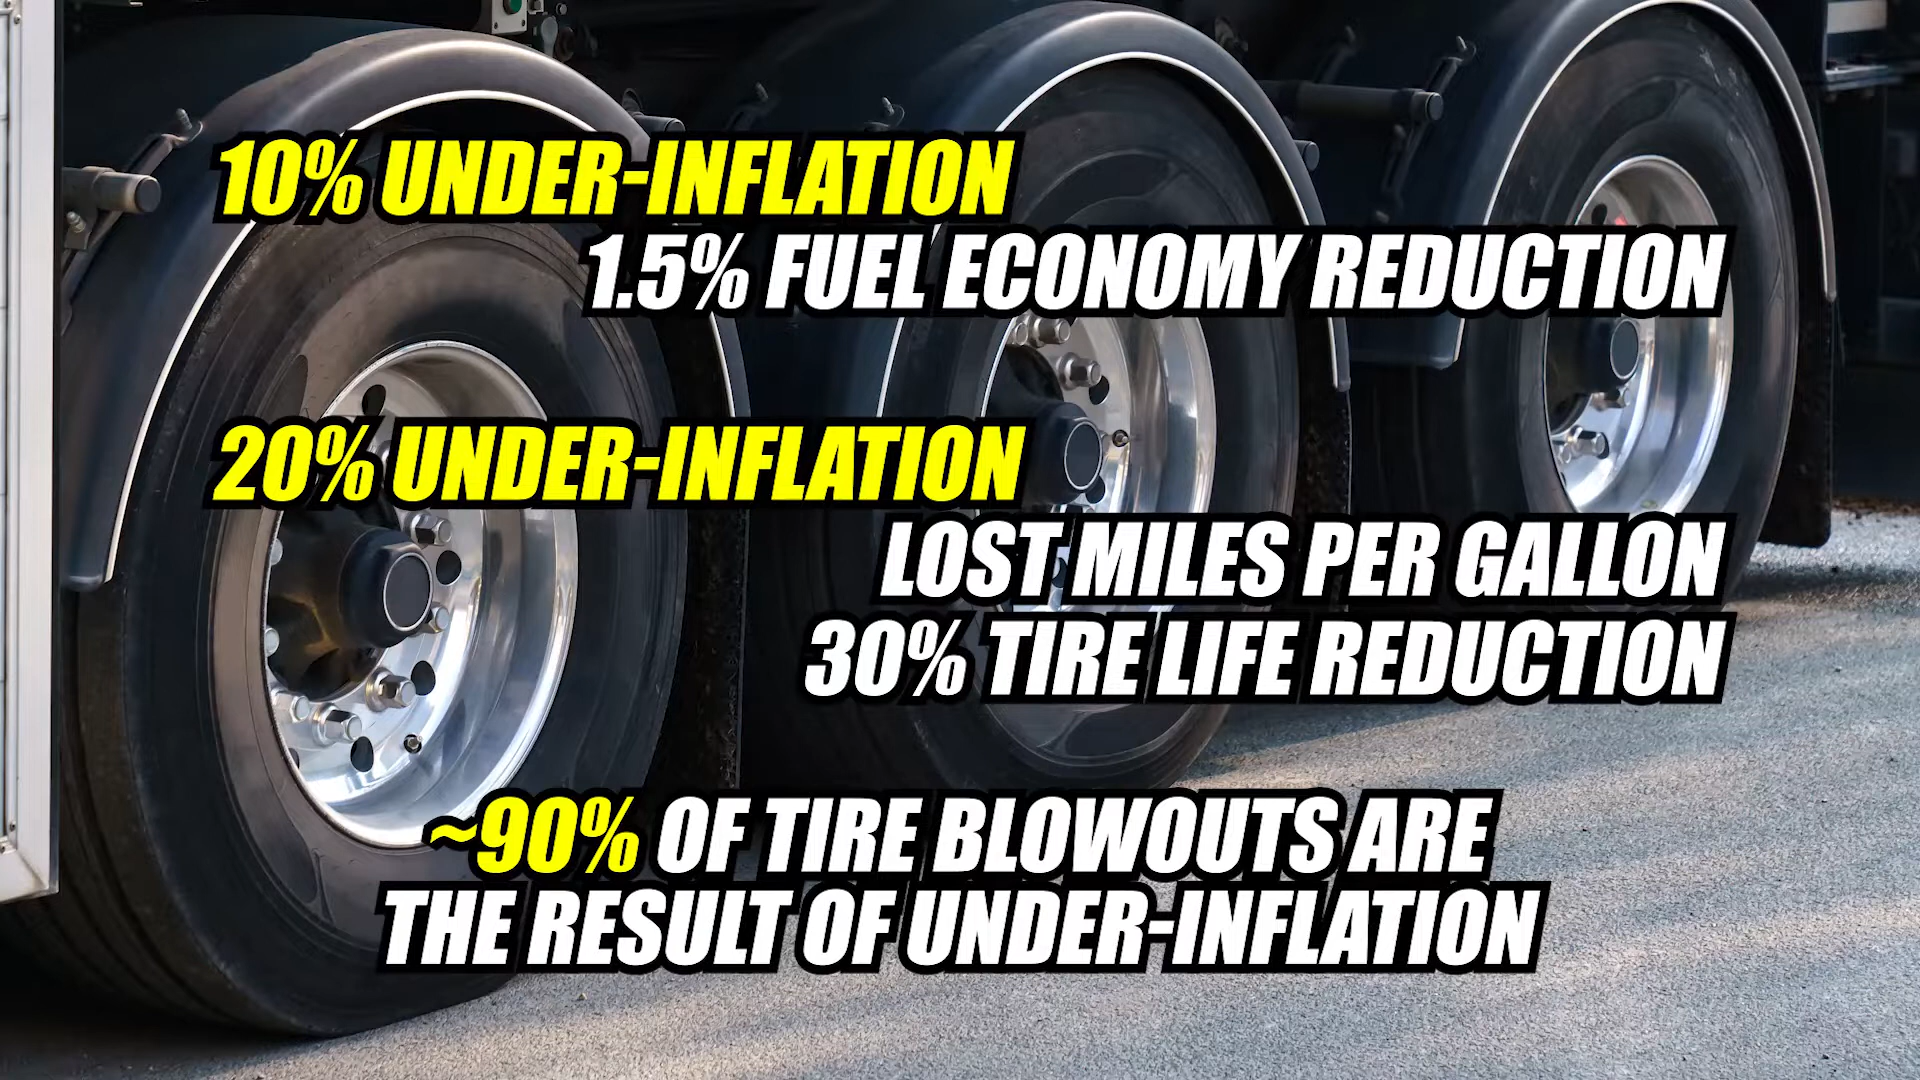 10% UNDER-INFLATION
1.5% FUEL ECONOMY REDUCTION
20% UNDER-INFLATION
LOST MILES PER GALLON
30% TIRE LIFE REDUCTION
~90% OF TIRE BLOWOUTS ARE
THE RESULT OF UNDER-INFLATION